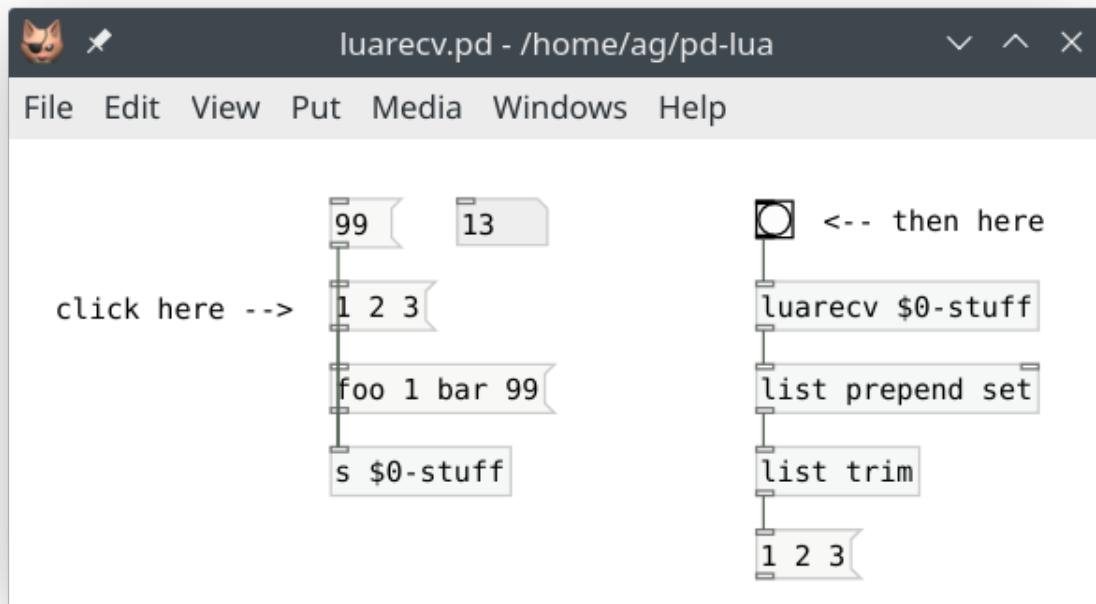 luarecv.pd - /home/ag/pd-lua
File Edit View Put Media Windows Help
99
13
<-- then here
click here -->
1 2 3
luarecv $0-stuff
foo 1 bar 99
list prepend set
s $0-stuff
list trim
1 2 3